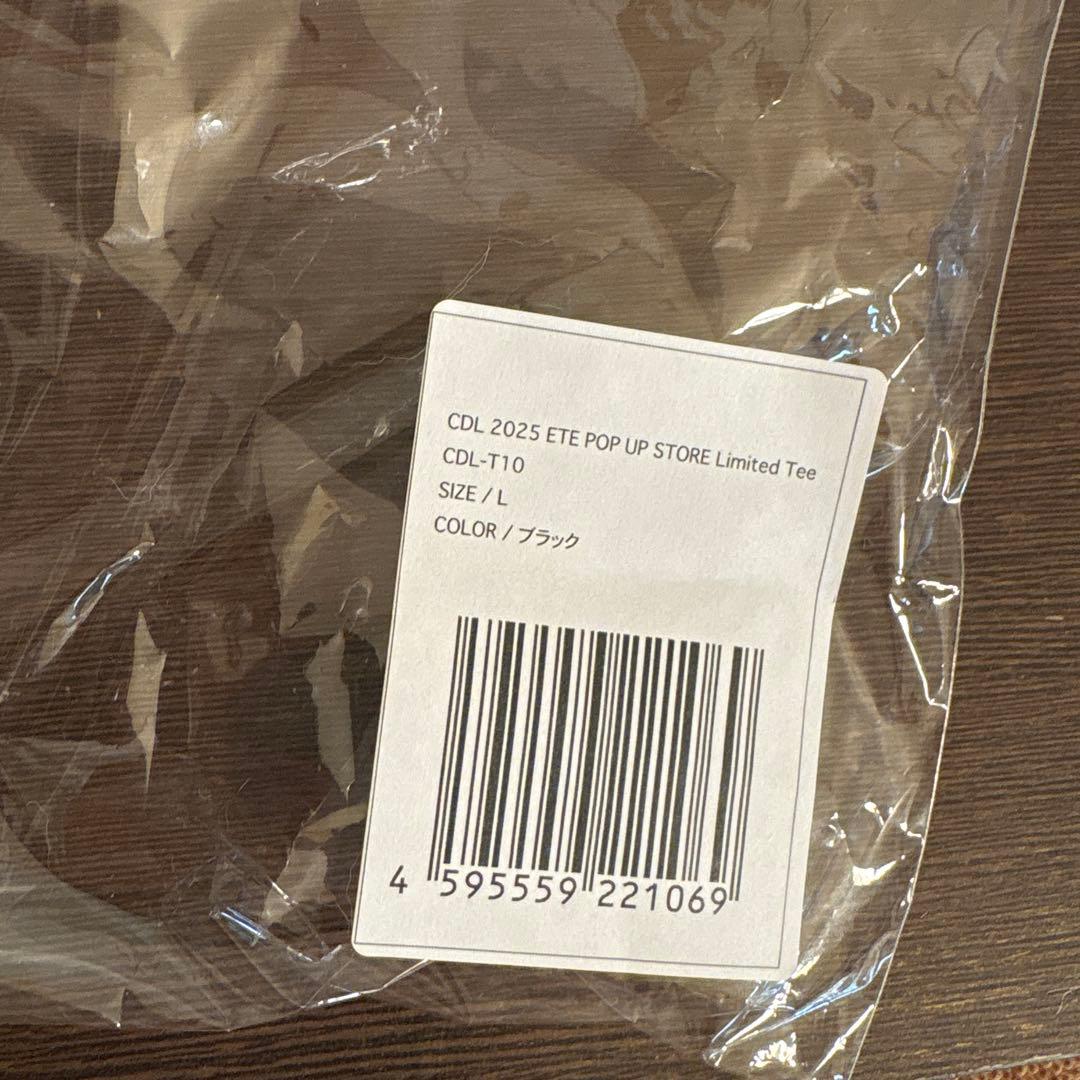 CDL 2025 ETE POP UP STORE Limited Tee
CDL-T10
SIZE / L
COLOR / ブラック
4 595559 221069